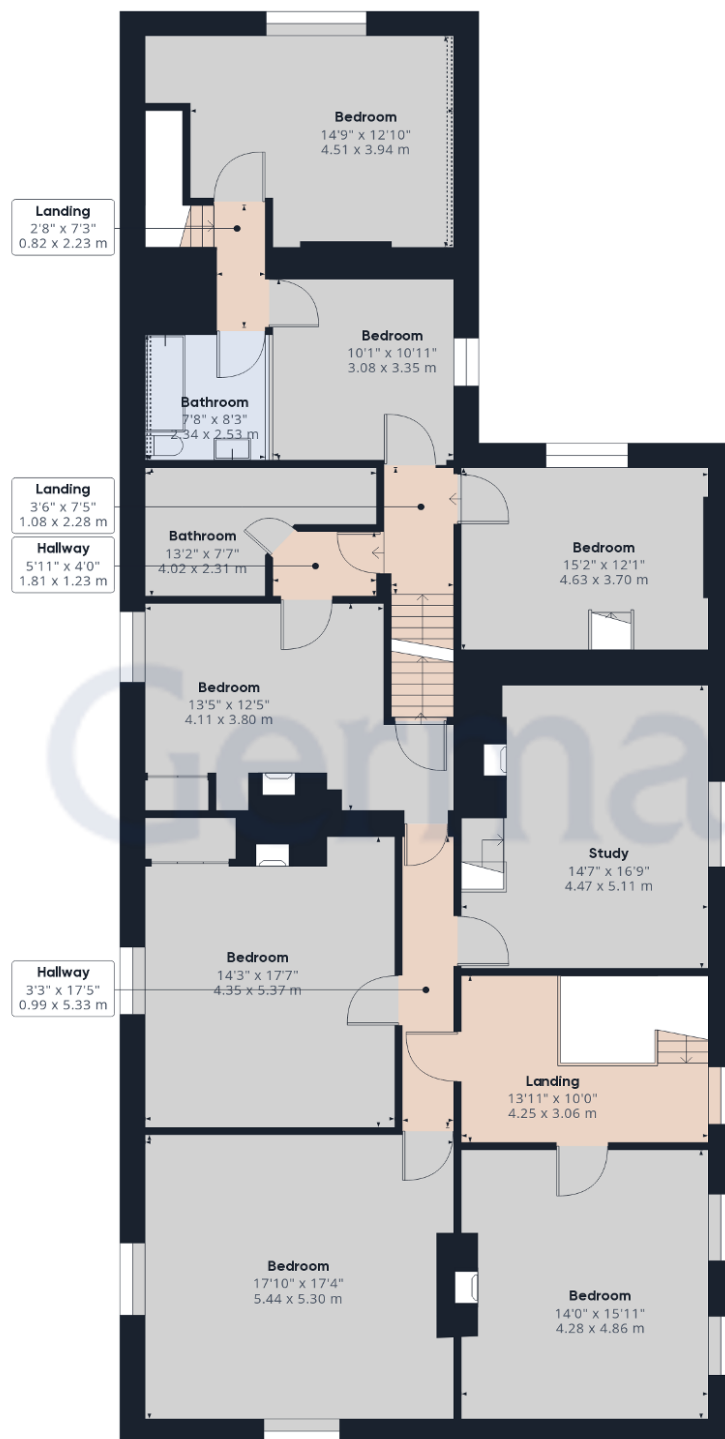 Bedroom
14'9" x 12'10"
4.51 x 3.94 m
Landing
2'8" x 7'3"
0.82 x 2.23 m
Bedroom
10'1" x 10'11"
3.08 x 3.35 m
Bathroom
7'8" x 8'3"
2.34 x 2.53 m
Landing
3'6" x 7'5"
1.08 x 2.28 m
Bathroom
13'2" x 7'7"
4.02 x 2.31 m
Hallway
5'11" x 4'0"
1.81 x 1.23 m
Bedroom
15'2" x 12'1"
4.63 x 3.70 m
Bedroom
13'5" x 12'5"
4.11 x 3.80 m
Germa
Study
14'7" x 16'9"
4.47 x 5.11 m
Bedroom
14'3" x 17'7"
4.35 x 5.37 m
Hallway
3'3" x 17'5"
0.99 x 5.33 m
Landing
13'11" x 10'0"
4.25 x 3.06 m
Bedroom
17'10" x 17'4"
5.44 x 5.30 m
Bedroom
14'0" x 15'11"
4.28 x 4.86 m